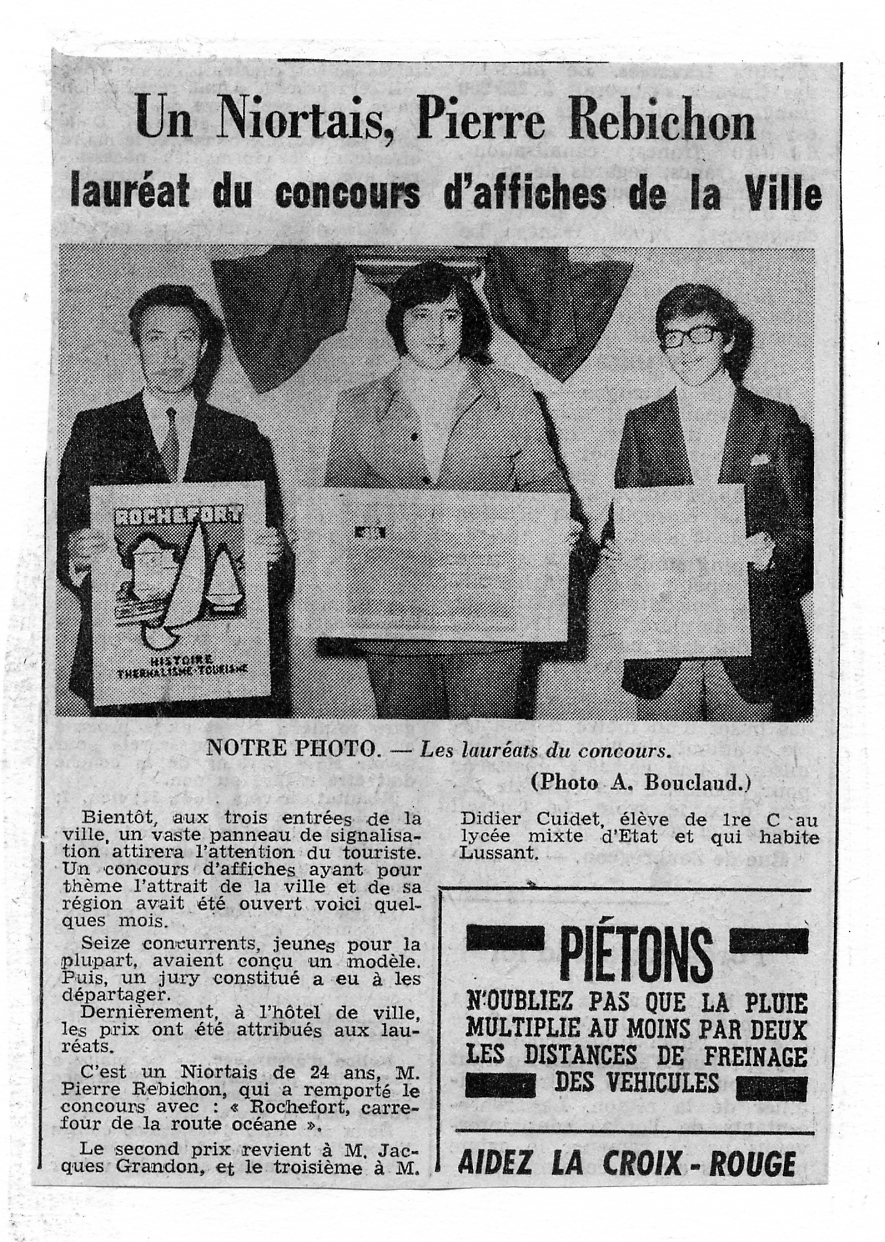 Un Niortais, Pierre Rebichon
lauréat du concours d'affiches de la Ville
ROCHEFORT
HISTOIRE
THERMALISME - TOURISME
NOTRE PHOTO. — Les lauréats du concours.
(Photo A. Bouclaud.)
Bientôt, aux trois entrées de la
ville, un vaste panneau de signalisa-
tion attirera l'attention du touriste.
Un concours d'affiches ayant pour
thème l'attrait de la ville et de sa
région avait été ouvert voici quel-
ques mois.
Seize concurrents, jeunes pour la
plupart, avaient conçu un modèle.
Puis, un jury constitué a eu à les
départager.
Dernièrement, à l'hôtel de ville,
les prix ont été attribués aux lau-
réats.
C'est un Niortais de 24 ans, M.
Pierre Rebichon, qui a remporté le
concours avec : « Rochefort, carre-
four de la route océane ».
Le second prix revient à M. Jac-
ques Grandon, et le troisième à M.
Didier Cuidet, élève de 1re C au
lycée mixte d'Etat et qui habite
Lussant.
PIÉTONS
N'OUBLIEZ PAS QUE LA PLUIE
MULTIPLIE AU MOINS PAR DEUX
LES DISTANCES DE FREINAGE
DES VEHICULES
AIDEZ LA CROIX-ROUGE